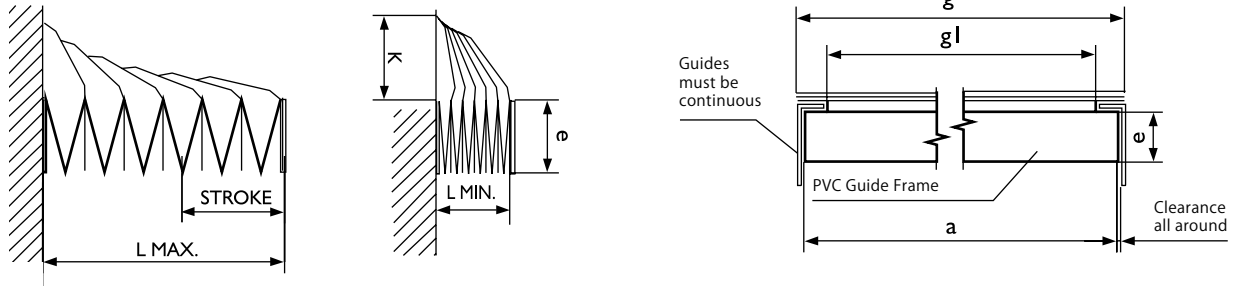 STROKE
L MAX.
K
e
L MIN.
g
gl
Guides
must be
continuous
e
PVC Guide Frame
a
Clearance
all around